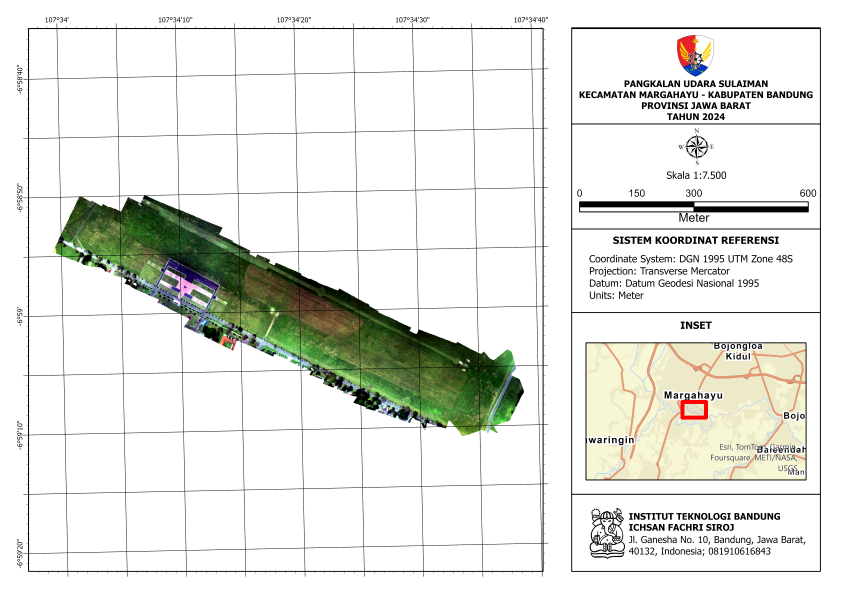 107°34'
107°34'10"
107°34'20"
107°34'30"
107°34'40"
-6°58'40"
-6°58'50"
-6°59'
-6°59'10"
-6°59'20"
PANGKALAN UDARA SULAIMAN
KECAMATAN MARGAHAYU - KABUPATEN BANDUNG
PROVINSI JAWA BARAT
TAHUN 2024
N
W E
S
Skala 1:7.500
0 150 300 600
Meter
SISTEM KOORDINAT REFERENSI
Coordinate System: DGN 1995 UTM Zone 48S
Projection: Transverse Mercator
Datum: Datum Geodesi Nasional 1995
Units: Meter
INSET
Bojongloa
Kidul
Margahayu
Bojo
waringin
Baleendah
Esri, TomTom, Garmin,
Foursquare, METI/NASA,
USGS
Man
INSTITUT TEKNOLOGI BANDUNG
ICHSAN FACHRI SIROJ
Jl. Ganesha No. 10, Bandung, Jawa Barat,
40132, Indonesia; 081910616843